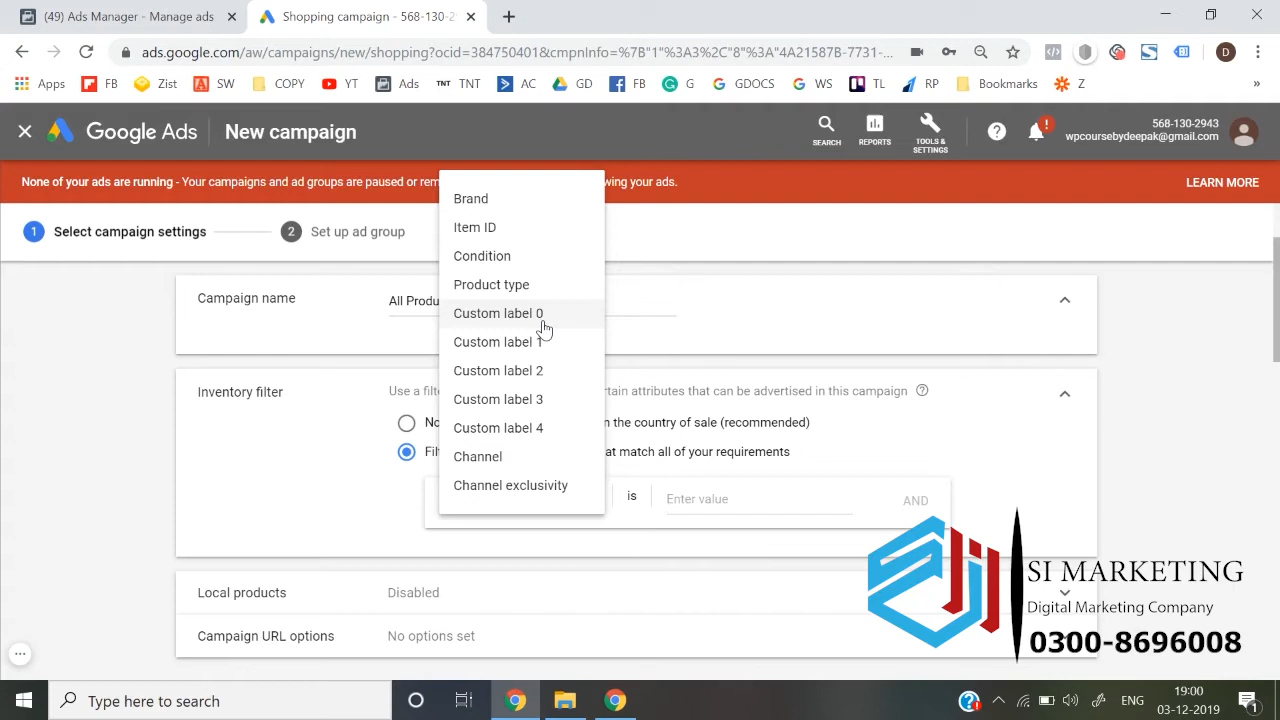 (49) Ads Manager - Manage ads
Shopping campaign - 568-130-2
ads.google.com/aw/campaigns/new/shopping?ocid=384750401&cmpnInfo=%7B"1"%3A3%2C"8"%3A"4A21587B-7731-...
Apps
FB
Zist
SW
COPY
YT
Ads
TNT
TNT
AC
GD
FB
G
GDOCS
WS
TL
RP
Bookmarks
Z
Google Ads
New campaign
SEARCH
REPORTS
TOOLS &
SETTINGS
568-130-2943
wpcoursebydeepak@gmail.com
None of your ads are running - Your campaigns and ad groups are paused or rem
wing your ads.
LEARN MORE
1 Select campaign settings
2 Set up ad group
Brand
Item ID
Condition
Product type
Custom label 0
Custom label 1
Custom label 2
Custom label 3
Custom label 4
Channel
Channel exclusivity
Campaign name
All Produ
Inventory filter
Use a filte
rtain attributes that can be advertised in this campaign
No
n the country of sale (recommended)
Filt
at match all of your requirements
is
Enter value
AND
Local products
Disabled
Campaign URL options
No options set
SI MARKETING
Digital Marketing Company
0300-8696008
Type here to search
ENG
19:00
03-12-2019
1